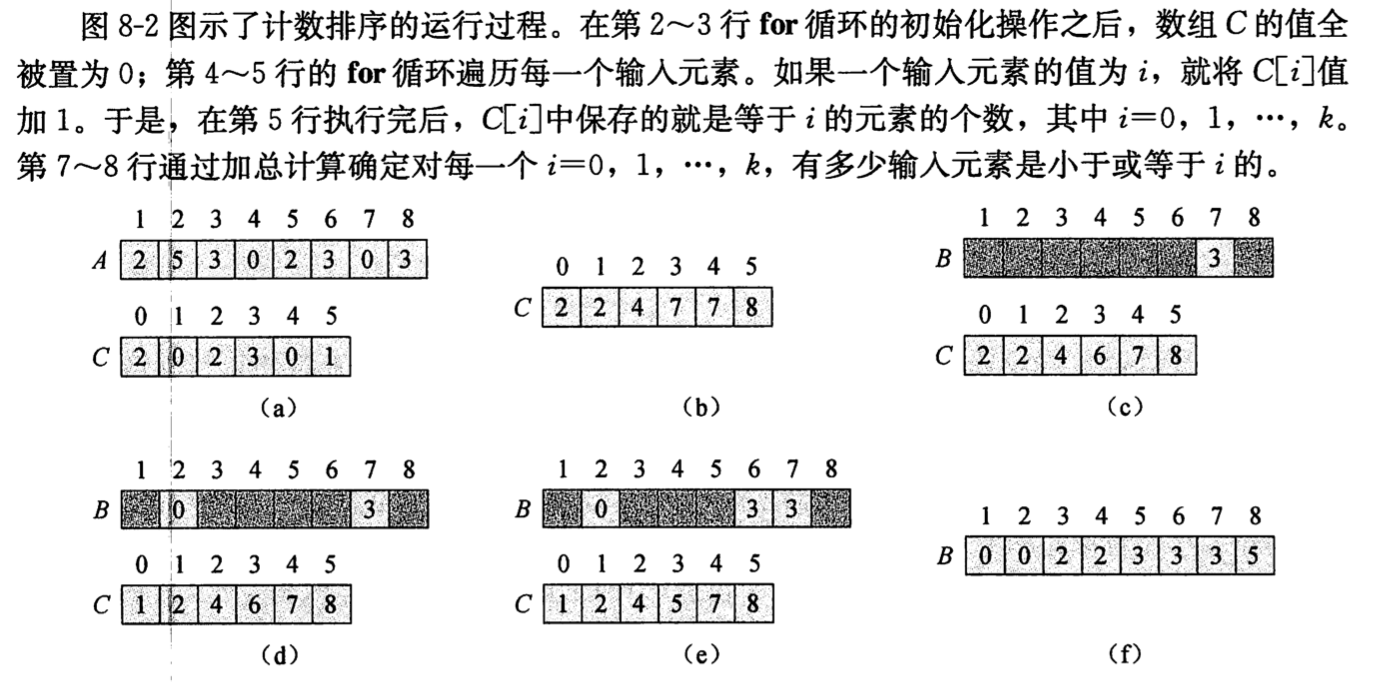 图 8-2 图示了计数排序的运行过程。在第 2～3 行 for 循环的初始化操作之后，数组 C 的值全
被置为 0；第 4～5 行的 for 循环遍历每一个输入元素。如果一个输入元素的值为 i，就将 C[i]值
加 1。于是，在第 5 行执行完后，C[i]中保存的就是等于 i 的元素的个数，其中 i=0，1，…，k。
第 7～8 行通过加总计算确定对每一个 i=0，1，…，k，有多少输入元素是小于或等于 i 的。
1 2 3 4 5 6 7 8
A 2 5 3 0 2 3 0 3
0 1 2 3 4 5
C 2 0 2 3 0 1
(a)
0 1 2 3 4 5
C 2 2 4 7 7 8
(b)
1 2 3 4 5 6 7 8
B 3
0 1 2 3 4 5
C 2 2 4 6 7 8
(c)
1 2 3 4 5 6 7 8
B 0 3
0 1 2 3 4 5
C 1 2 4 6 7 8
(d)
1 2 3 4 5 6 7 8
B 0 3 3
0 1 2 3 4 5
C 1 2 4 5 7 8
(e)
1 2 3 4 5 6 7 8
B 0 0 2 2 3 3 3 5
(f)